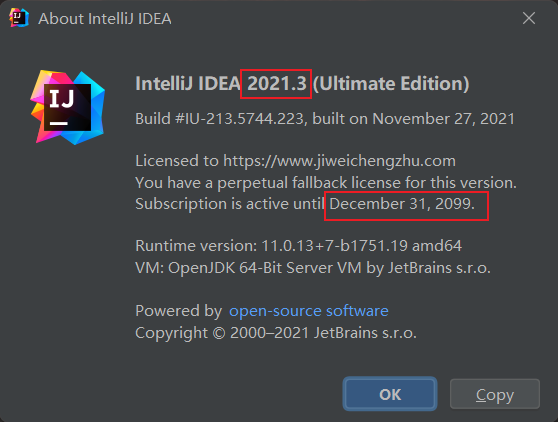 About IntelliJ IDEA
IJ
IntelliJ IDEA 2021.3 (Ultimate Edition)
Build #IU-213.5744.223, built on November 27, 2021
Licensed to https://www.jiweichengzhu.com
You have a perpetual fallback license for this version.
Subscription is active until December 31, 2099.
Runtime version: 11.0.13+7-b1751.19 amd64
VM: OpenJDK 64-Bit Server VM by JetBrains s.r.o.
Powered by open-source software
Copyright © 2000–2021 JetBrains s.r.o.
OK Copy